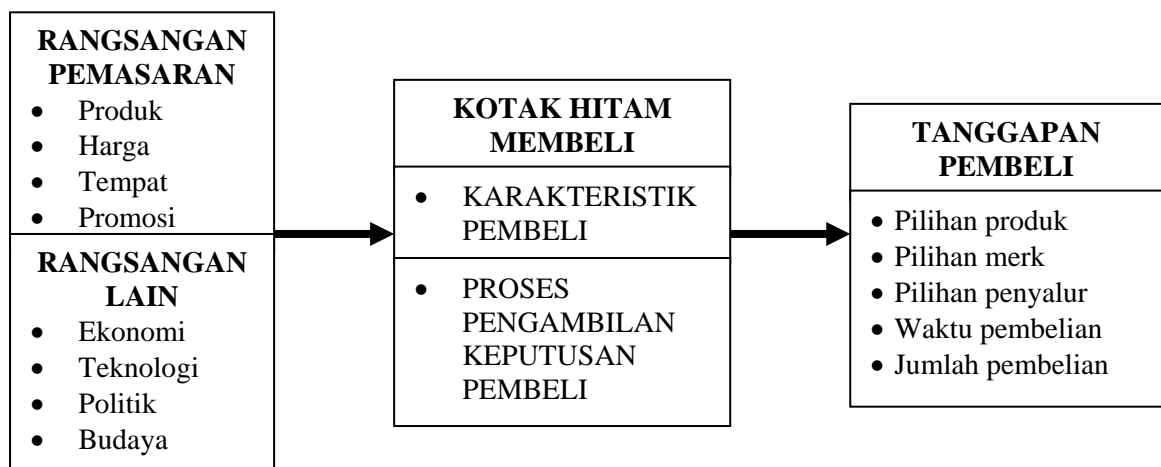 RANGSANGAN
PEMASARAN
• Produk
• Harga
• Tempat
• Promosi
RANGSANGAN
LAIN
• Ekonomi
• Teknologi
• Politik
• Budaya
KOTAK HITAM
MEMBELI
• KARAKTERISTIK
PEMBELI
• PROSES
PENGAMBILAN
KEPUTUSAN
PEMBELI
TANGGAPAN
PEMBELI
• Pilihan produk
• Pilihan merk
• Pilihan penyalur
• Waktu pembelian
• Jumlah pembelian